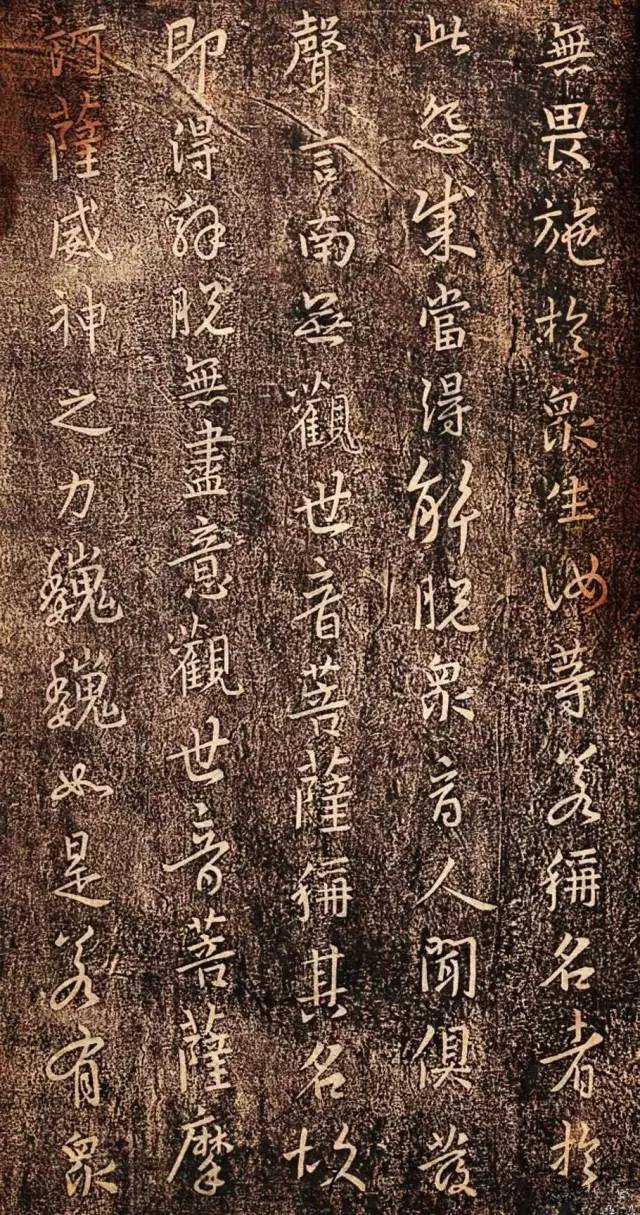 無畏施於衆生汝等若稱名者於
此怨賊當得解脫衆商人聞俱發
聲言南無觀世音菩薩稱其名故
即得解脫無盡意觀世音菩薩摩
訶薩威神之力巍巍如是若有衆